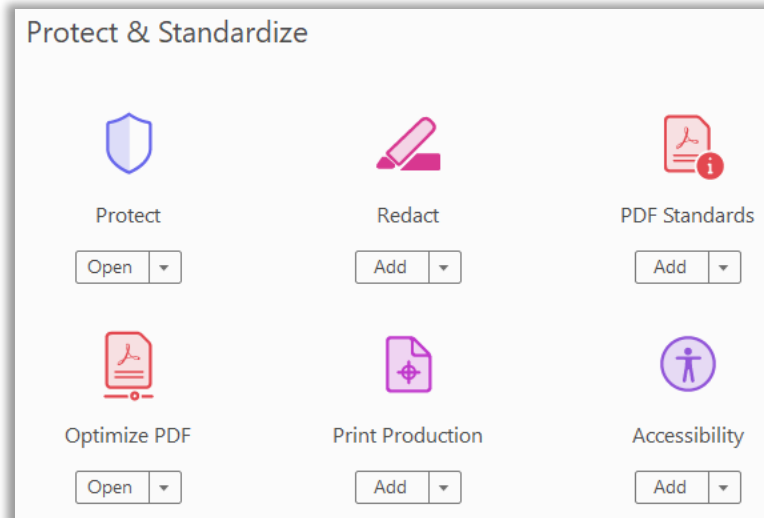 Protect & Standardize
Protect
Redact
PDF Standards
Open
Add
Add
Optimize PDF
Print Production
Accessibility
Open
Add
Add